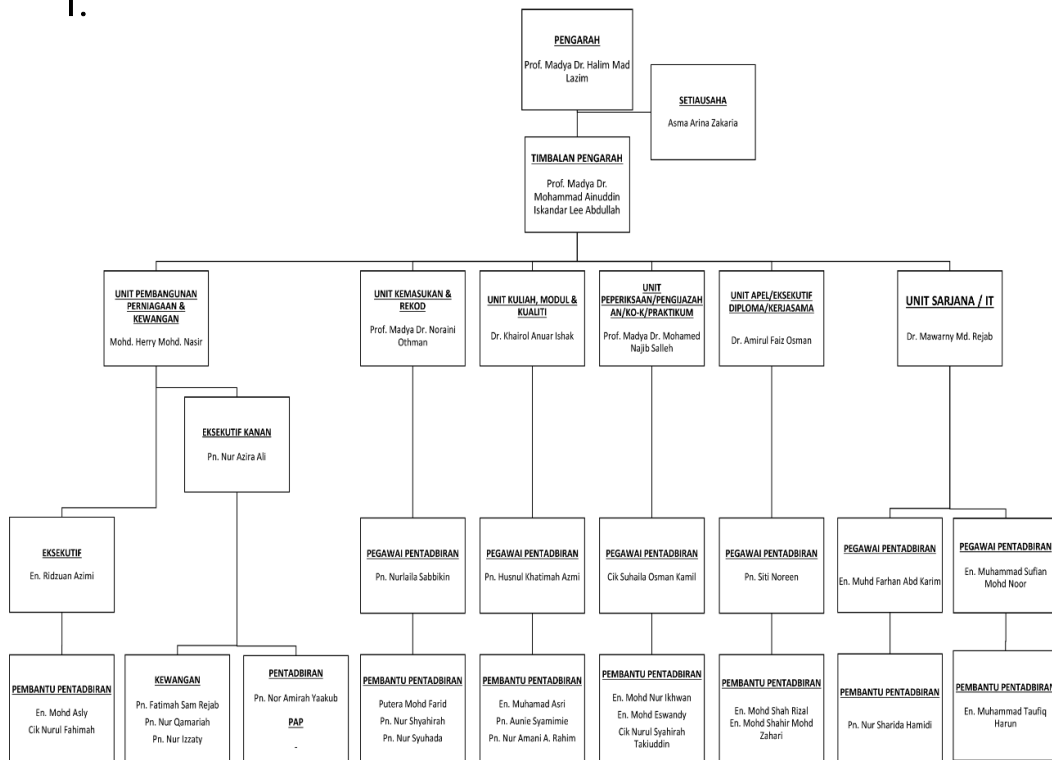 1.
PENGARAH
Prof. Madya Dr. Halim Mad
Lazim
SETIAUSAHA
Asma Arina Zakaria
TIMBALAN PENGARAH
Prof. Madya Dr.
Mohammad Ainuddin
Iskandar Lee Abdullah
UNIT PEMBANGUNAN
PERNIAGAAN &
KEWANGAN
Mohd. Herry Mohd. Nasir
UNIT KEMASUKAN &
REKOD
Prof. Madya Dr. Noraini
Othman
UNIT KULIAH, MODUL &
KUALITI
Dr. Khairol Anuar Ishak
UNIT
PEPERIKSAAN/PENGIJAZAH
AN/KO-K/PRAKTIKUM
Prof. Madya Dr. Mohamed
Najib Salleh
UNIT APEL/EKSEKUTIF
DIPLOMA/KERJASAMA
Dr. Amirul Faiz Osman
UNIT SARJANA / IT
Dr. Mawarny Md. Rejab
EKSEKUTIF KANAN
Pn. Nur Azira Ali
EKSEKUTIF
En. Ridzuan Azimi
PEGAWAI PENTADBIRAN
Pn. Nurlaila Sabbikin
PEGAWAI PENTADBIRAN
Pn. Husnul Khatimah Azmi
PEGAWAI PENTADBIRAN
Cik Suhaila Osman Kamil
PEGAWAI PENTADBIRAN
Pn. Siti Noreen
PEGAWAI PENTADBIRAN
En. Muhd Farhan Abd Karim
PEGAWAI PENTADBIRAN
En. Muhammad Sufian
Mohd Noor
PEMBANTU PENTADBIRAN
En. Mohd Asly
Cik Nurul Fahimah
KEWANGAN
Pn. Fatimah Sam Rejab
Pn. Nur Qamariah
Pn. Nur Izzaty
PENTADBIRAN
Pn. Nor Amirah Yaakub
PAP
-
PEMBANTU PENTADBIRAN
Putera Mohd Farid
Pn. Nur Shyahirah
Pn. Nur Syuhada
PEMBANTU PENTADBIRAN
En. Muhamad Asri
Pn. Aunie Syamimie
Pn. Nur Amani A. Rahim
PEMBANTU PENTADBIRAN
En. Mohd Nur Ikhwan
En. Mohd Eswandy
Cik Nurul Syahirah
Takiuddin
PEMBANTU PENTADBIRAN
En. Mohd Shah Rizal
En. Mohd Shahir Mohd
Zahari
PEMBANTU PENTADBIRAN
Pn. Nur Sharida Hamidi
PEMBANTU PENTADBIRAN
En. Muhammad Taufiq
Harun